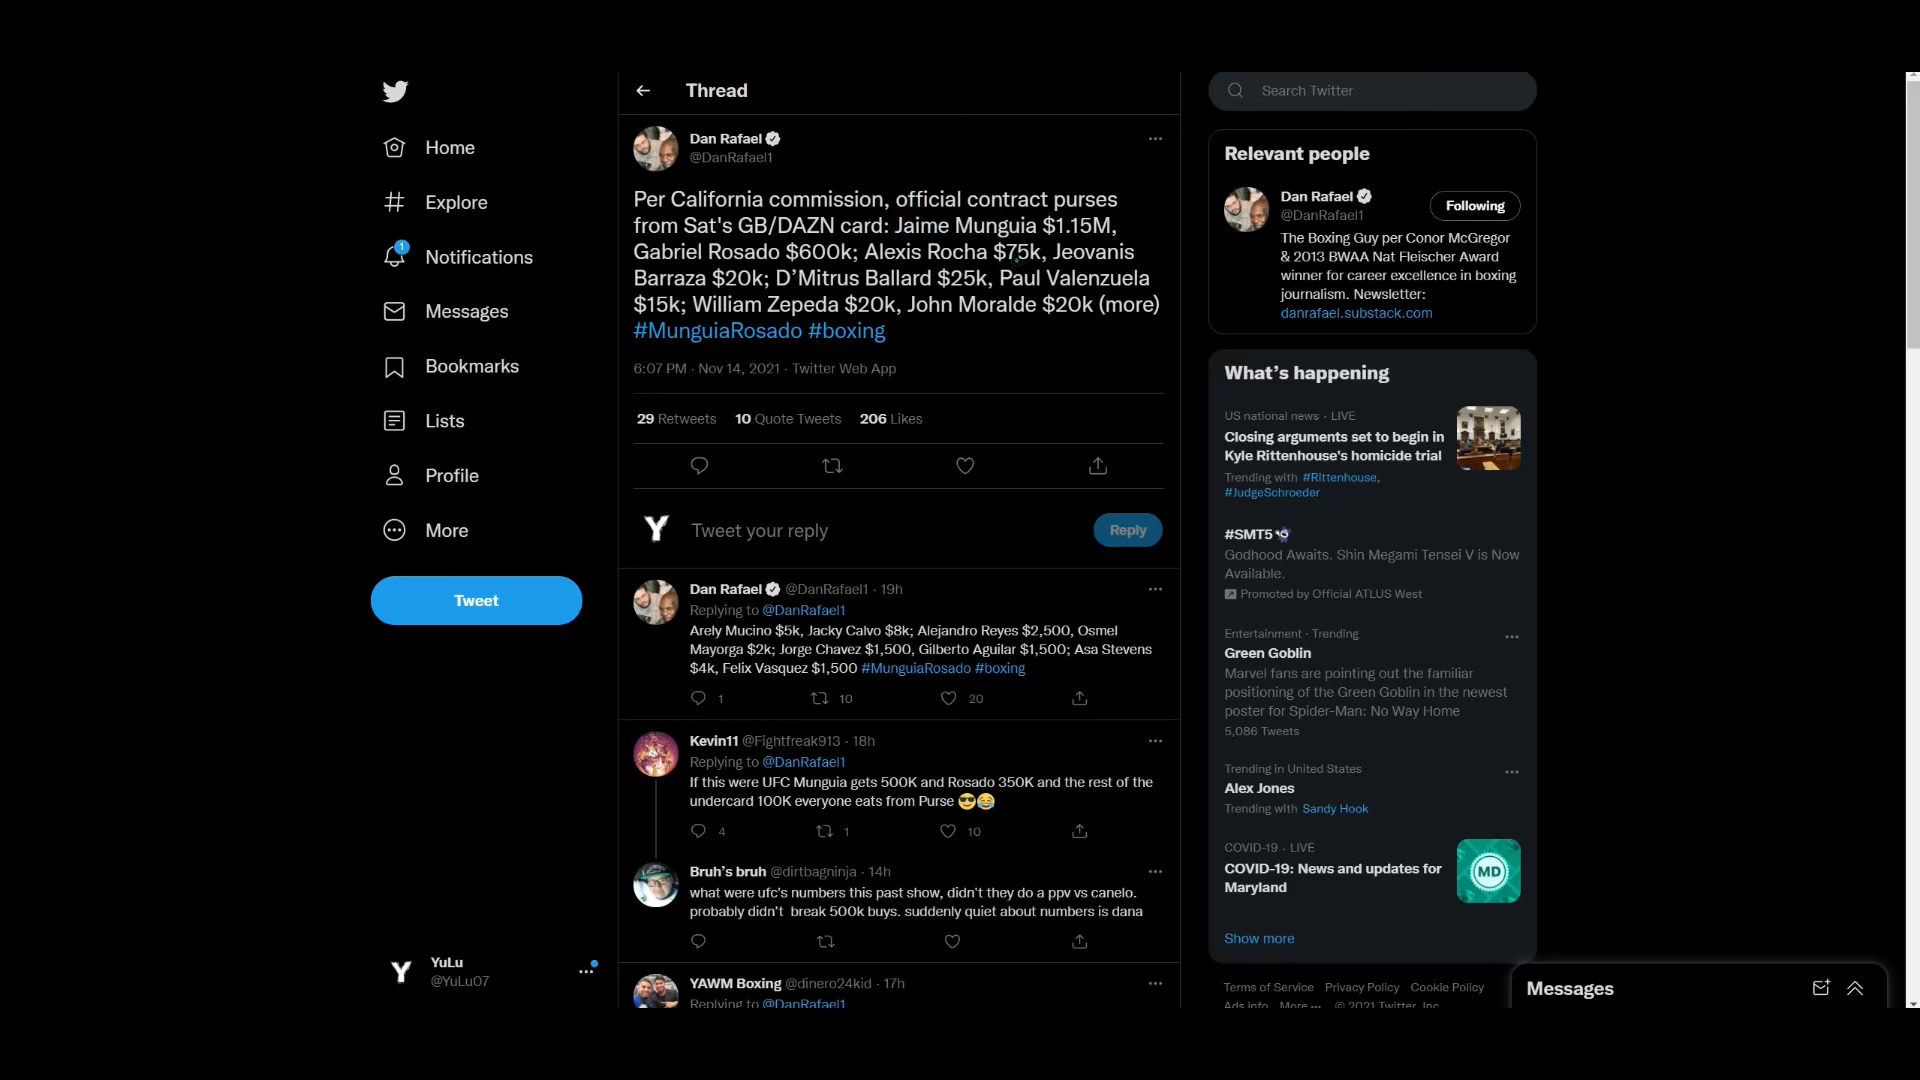 Home
Explore
1
Notifications
Messages
Bookmarks
Lists
Profile
More
Tweet
YuLu
@YuLu07
Thread
Dan Rafael
@DanRafael1
Per California commission, official contract purses
from Sat's GB/DAZN card: Jaime Munguia $1.15M,
Gabriel Rosado $600k; Alexis Rocha $75k, Jeovanis
Barraza $20k; D’Mitrus Ballard $25k, Paul Valenzuela
$15k; William Zepeda $20k, John Moralde $20k (more)
#MunguiaRosado #boxing
6:07 PM · Nov 14, 2021 · Twitter Web App
29 Retweets 10 Quote Tweets 206 Likes
Y Tweet your reply Reply
Dan Rafael @DanRafael1 · 19h
Replying to @DanRafael1
Arely Mucino $5k, Jacky Calvo $8k; Alejandro Reyes $2,500, Osmel
Mayorga $2k; Jorge Chavez $1,500, Gilberto Aguilar $1,500; Asa Stevens
$4k, Felix Vasquez $1,500 #MunguiaRosado #boxing
1 10 20
Kevin11 @Fightfreak913 · 18h
Replying to @DanRafael1
If this were UFC Munguia gets 500K and Rosado 350K and the rest of the
undercard 100K everyone eats from Purse 😎😂
4 1 10
Bruh’s bruh @dirtbagninja · 14h
what were ufc's numbers this past show, didn't they do a ppv vs canelo.
probably didn't break 500k buys. suddenly quiet about numbers is dana
YAWM Boxing @dinero24kid · 17h
Replying to @DanRafael1
Search Twitter
Relevant people
Dan Rafael
@DanRafael1
Following
The Boxing Guy per Conor McGregor
& 2013 BWAA Nat Fleischer Award
winner for career excellence in boxing
journalism. Newsletter:
danrafael.substack.com
What’s happening
US national news · LIVE
Closing arguments set to begin in
Kyle Rittenhouse's homicide trial
Trending with #Rittenhouse,
#JudgeSchroeder
#SMT5
Godhood Awaits. Shin Megami Tensei V is Now
Available.
Promoted by Official ATLUS West
Entertainment · Trending
Green Goblin
Marvel fans are pointing out the familiar
positioning of the Green Goblin in the newest
poster for Spider-Man: No Way Home
5,086 Tweets
Trending in United States
Alex Jones
Trending with Sandy Hook
COVID-19 · LIVE
COVID-19: News and updates for
Maryland
MD
Show more
Terms of Service Privacy Policy Cookie Policy
Ads info More ··· © 2021 Twitter, Inc.
Messages